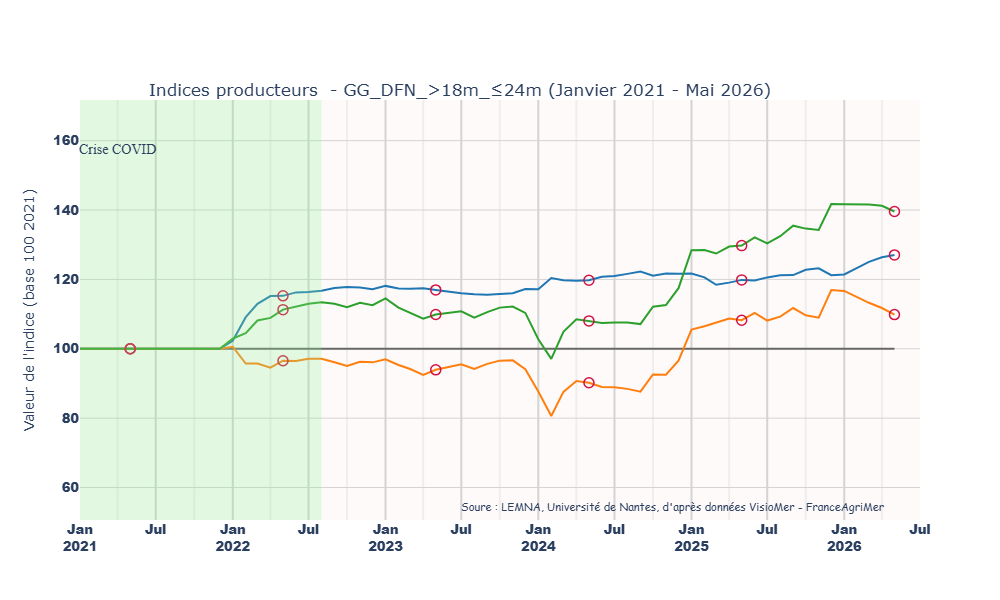 Indices producteurs - GG_DFN_>18m_≤24m (Janvier 2021 - Mai 2026)
Valeur de l'indice (base 100 2021)
160
140
120
100
80
60
Crise COVID
Soure : LEMNA, Université de Nantes, d'après données VisioMer - FranceAgriMer
Jan Jul Jan Jul Jan Jul Jan Jul Jan Jul Jan Jul
2021 2022 2023 2024 2025 2026